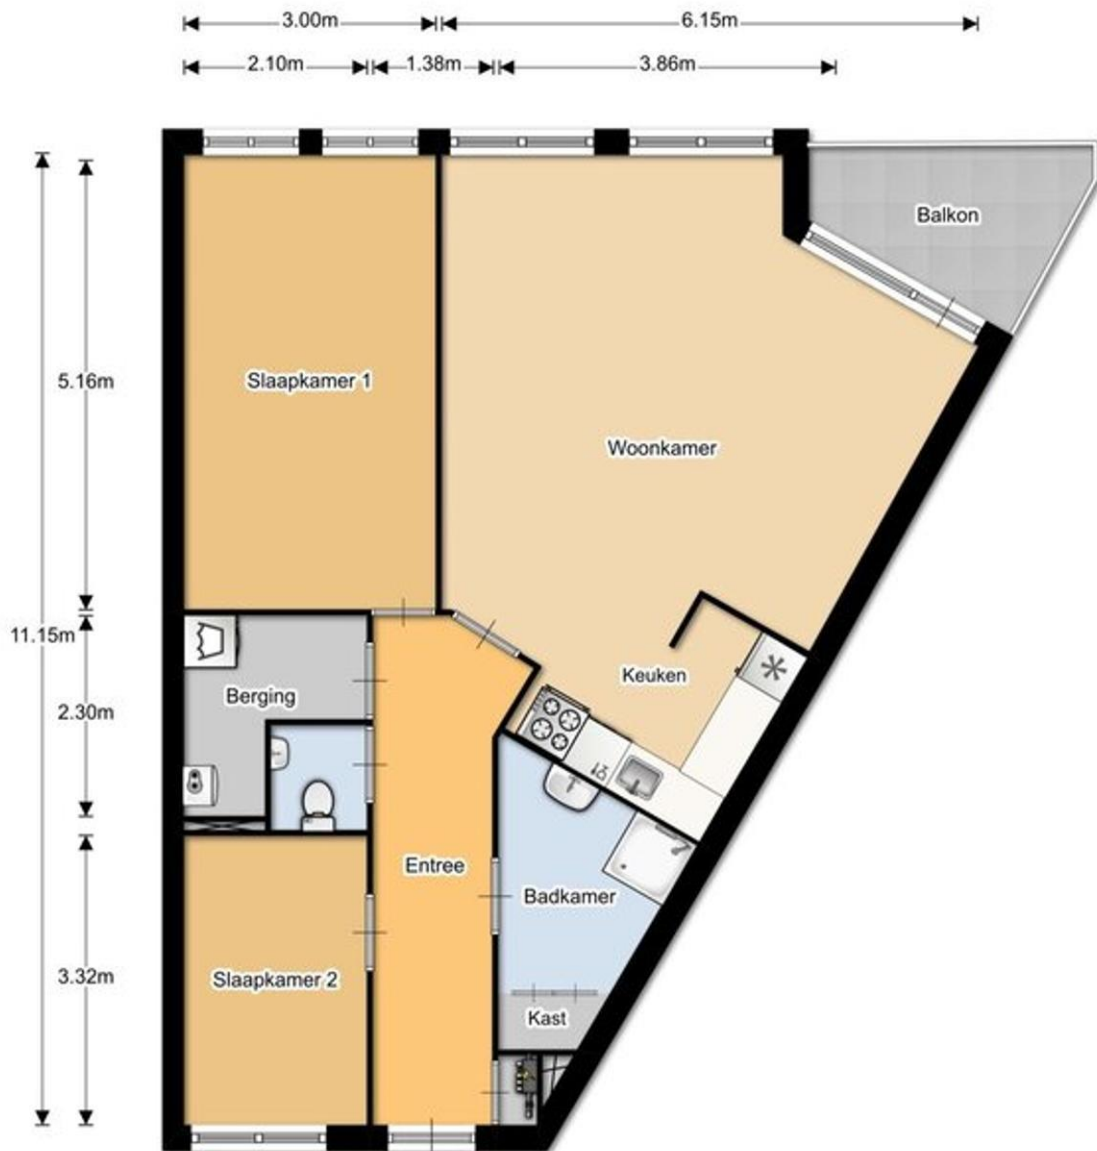 3.00m
6.15m
2.10m
1.38m
3.86m
Balkon
5.16m
Slaapkamer 1
Woonkamer
11.15m
Keuken
Berging
2.30m
Entree
Badkamer
3.32m
Slaapkamer 2
Kast